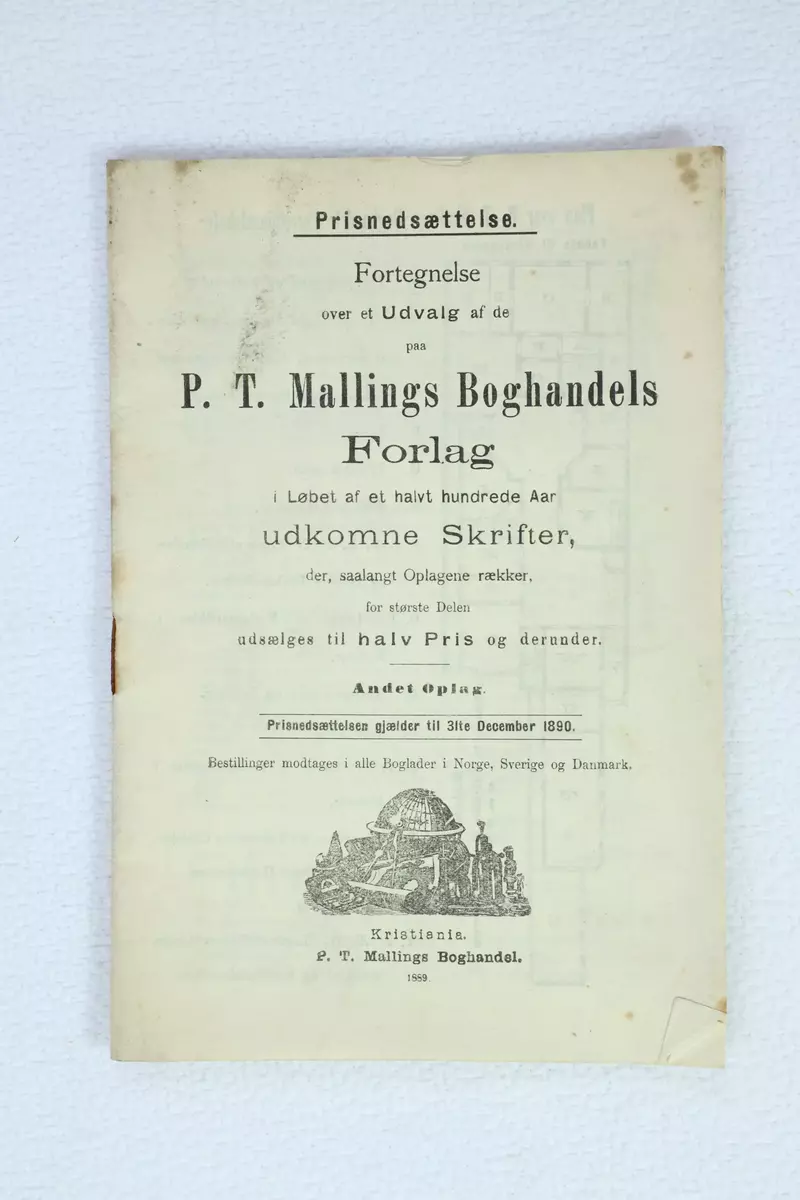 Prisnedsættelse.
Fortegnelse
over et Udvalg af de
paa
P. T. Mallings Boghandels
Forlag
i Løbet af et halvt hundrede Aar
udkomne Skrifter,
der, saalangt Oplagene rækker,
for største Delen
udsælges til halv Pris og derunder.
Andet Oplag.
Prisnedsættelsen gjælder til 31te December 1890.
Bestillinger modtages i alle Boglader i Norge, Sverige og Danmark.
Kristiania.
P. T. Mallings Boghandel.
1889.